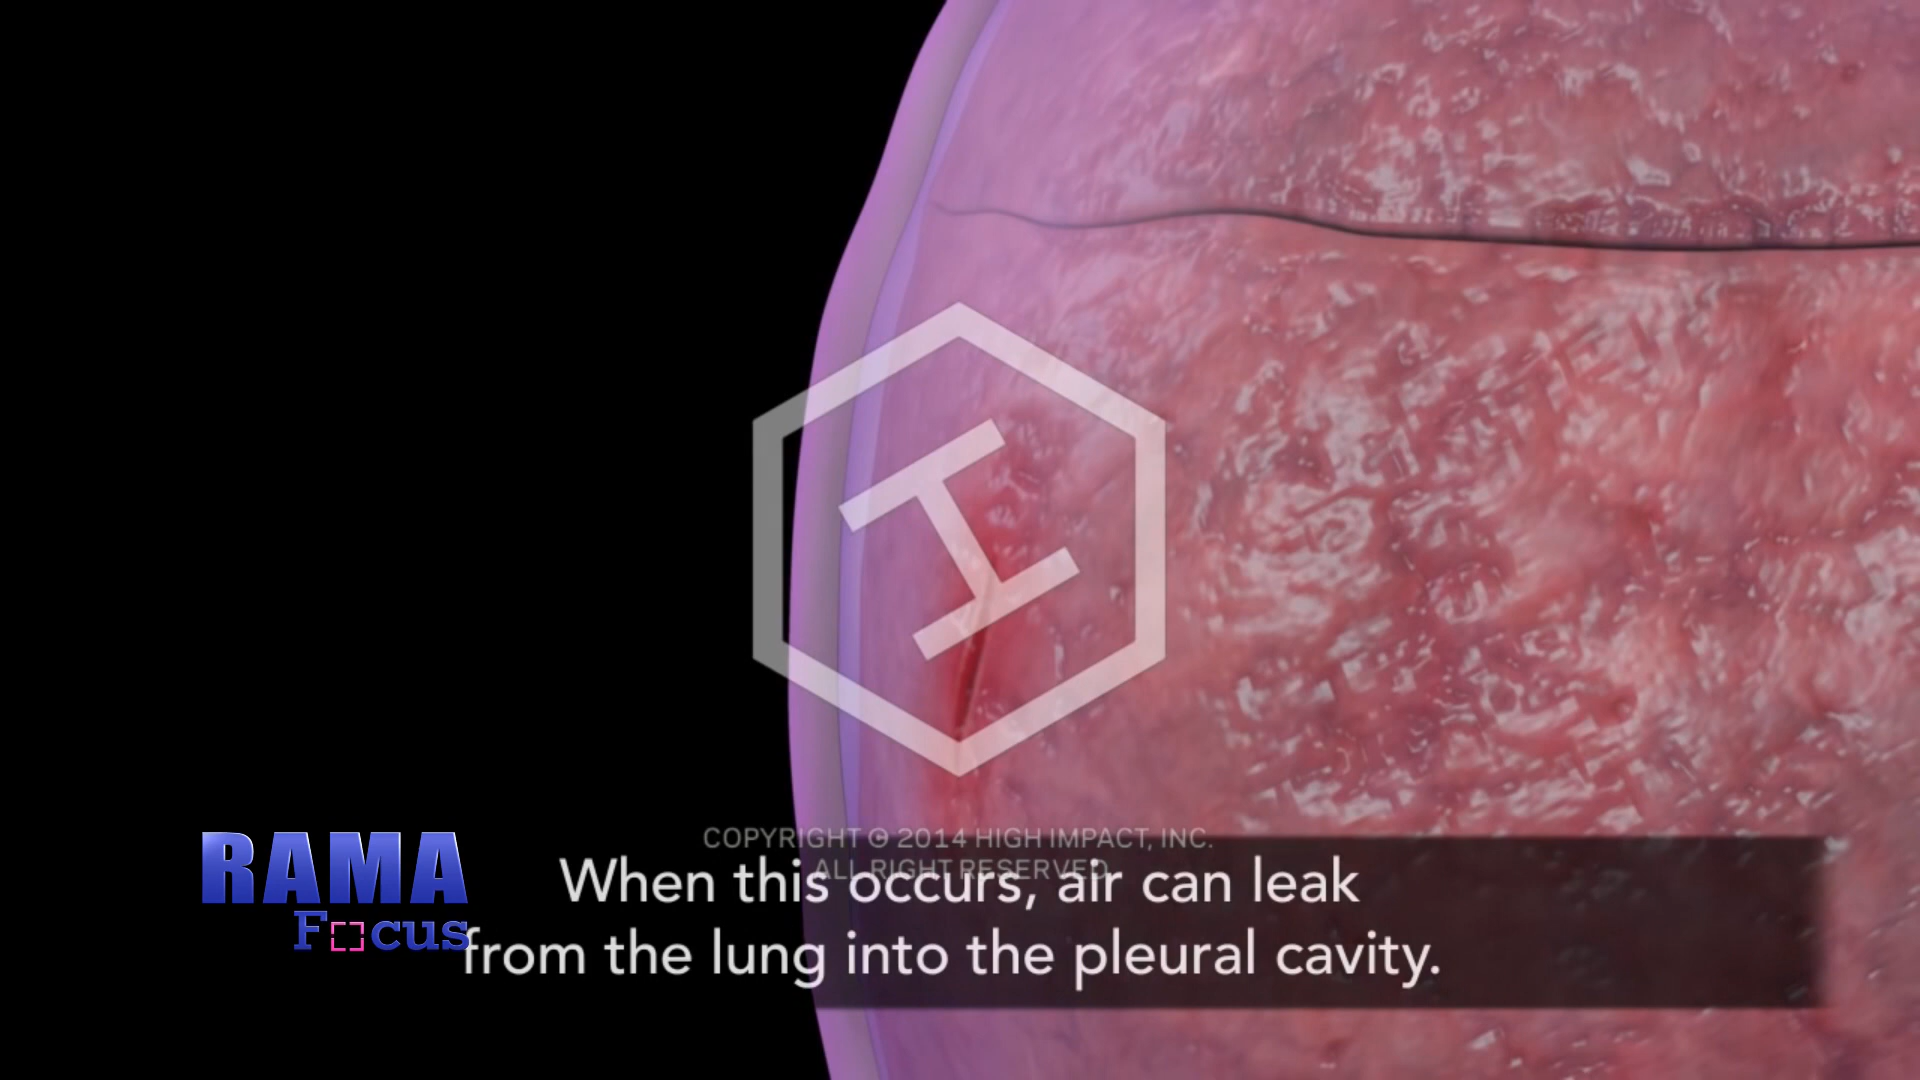 COPYRIGHT © 2014 HIGH IMPACT, INC.
ALL RIGHT RESERVED
When this occurs, air can leak
from the lung into the pleural cavity.
RAMA
Focus